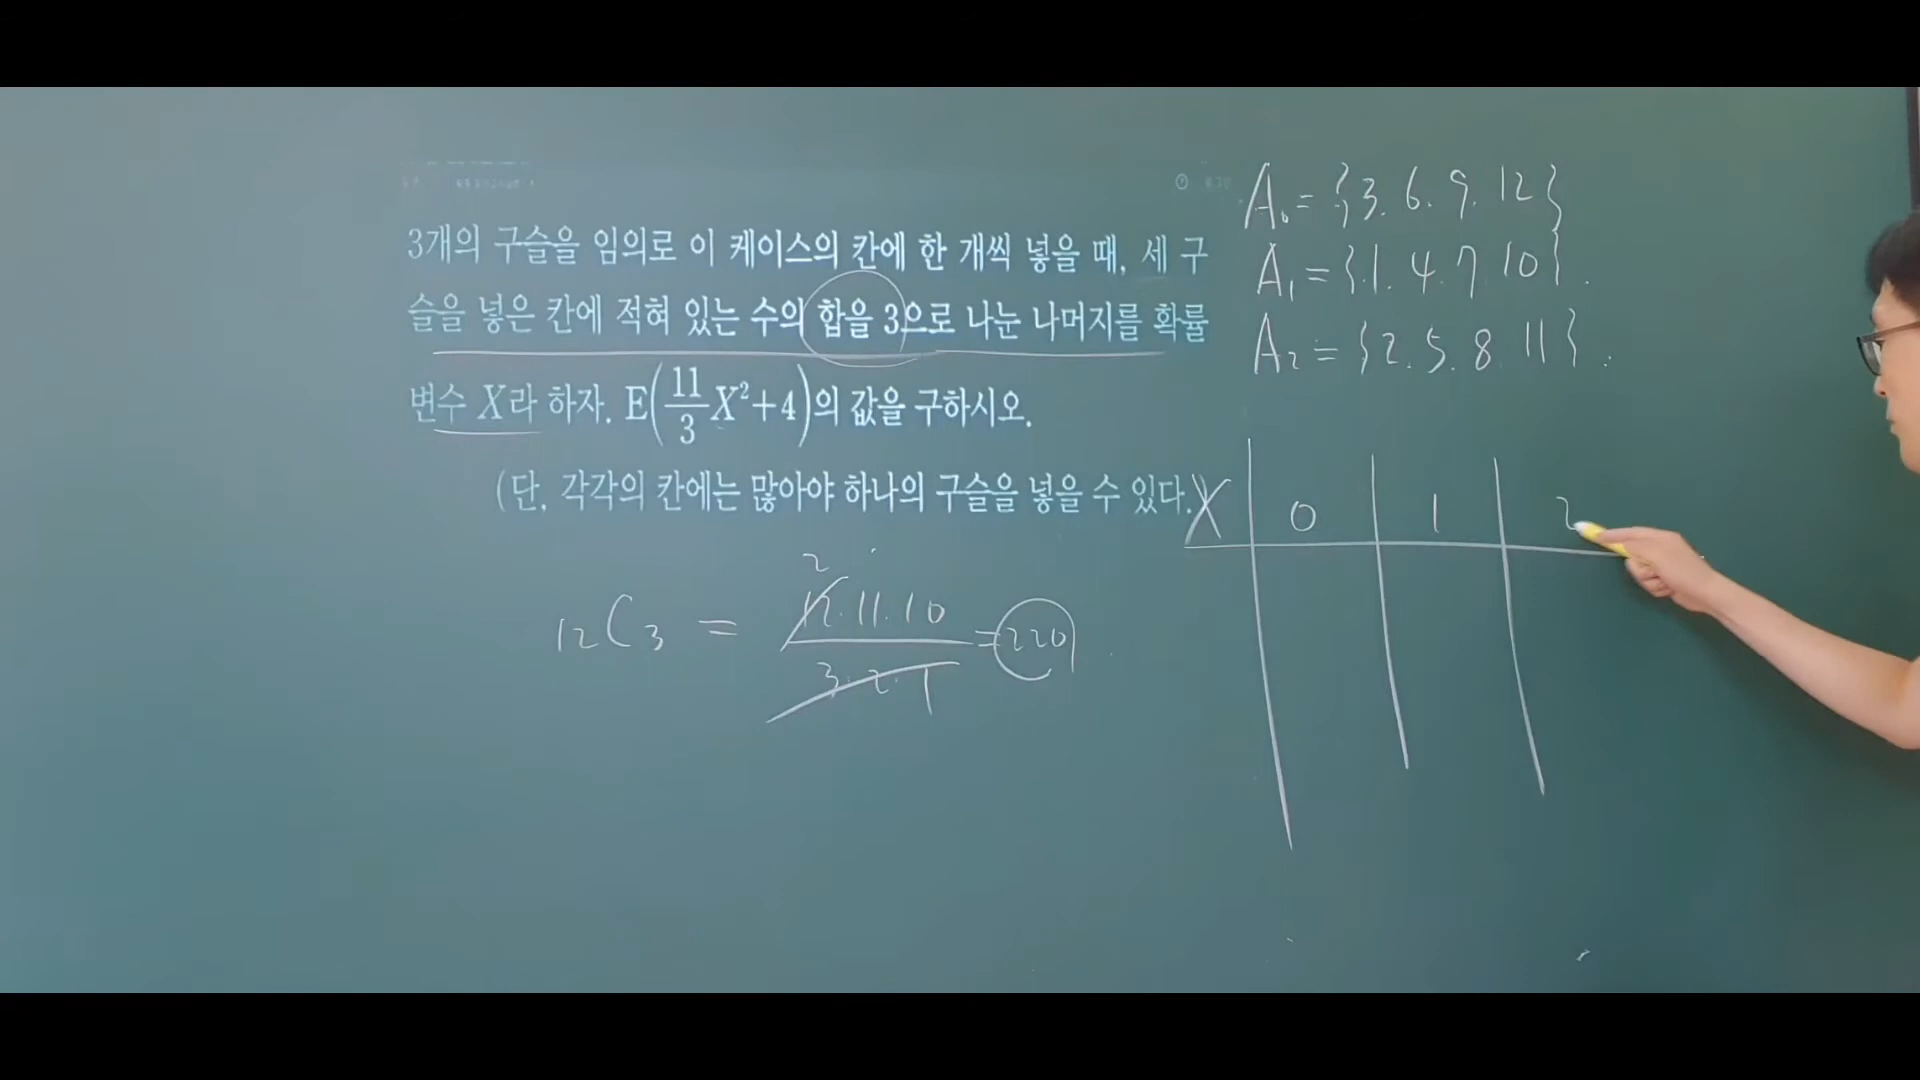 3개의 구슬을 임의로 이 케이스의 칸에 한 개씩 넣을 때, 세 구
슬을 넣은 칸에 적혀 있는 수의 합을 3으로 나눈 나머지를 확률
변수 X라 하자. E(11/3 X²+4)의 값을 구하시오.
(단, 각각의 칸에는 많아야 하나의 구슬을 넣을 수 있다.
₁₂C₃ = 12·11·10 / 3·2·1 = 220
2
A₀ = {3. 6. 9. 12}
A₁ = {1. 4. 7 10}.
A₂ = {2. 5. 8 11}.
X 0 1 2